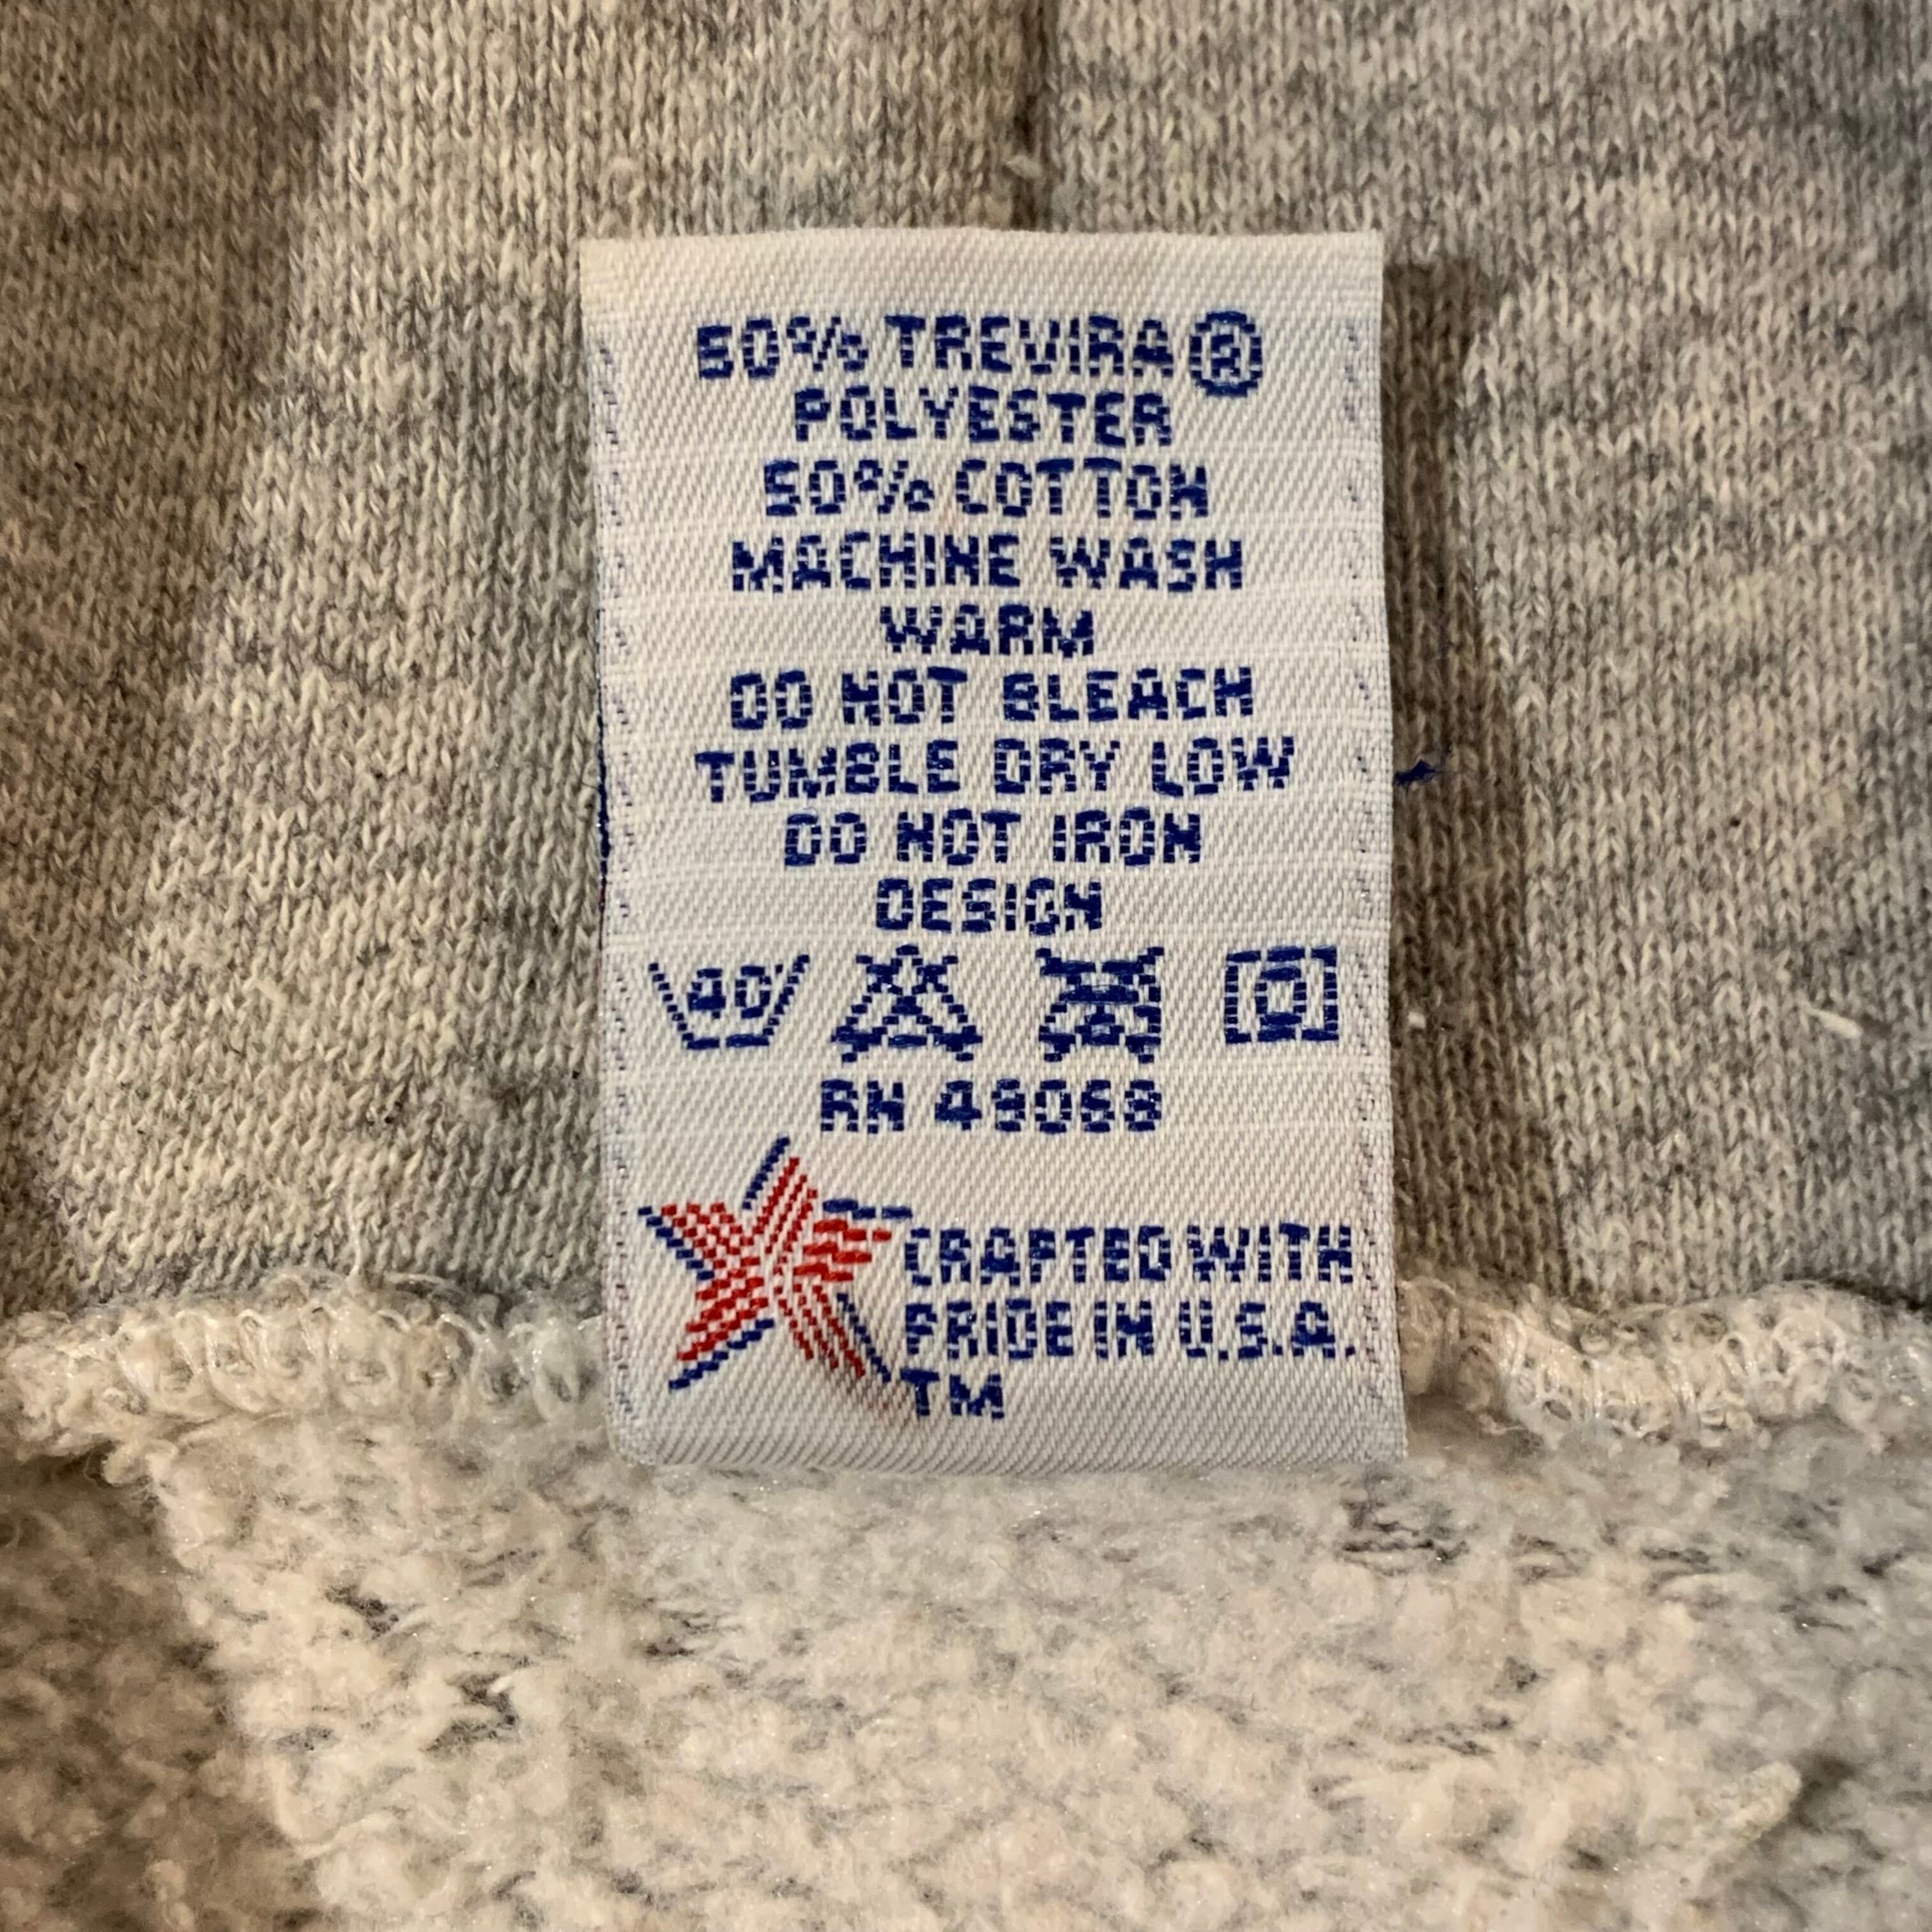 50% TREVIRA®
POLYESTER
50% COTTON
MACHINE WASH
WARM
DO NOT BLEACH
TUMBLE DRY LOW
DO NOT IRON
DESIGN
40°
RN
CRAFTED WITH
PRIDE IN U.S.A.
TM